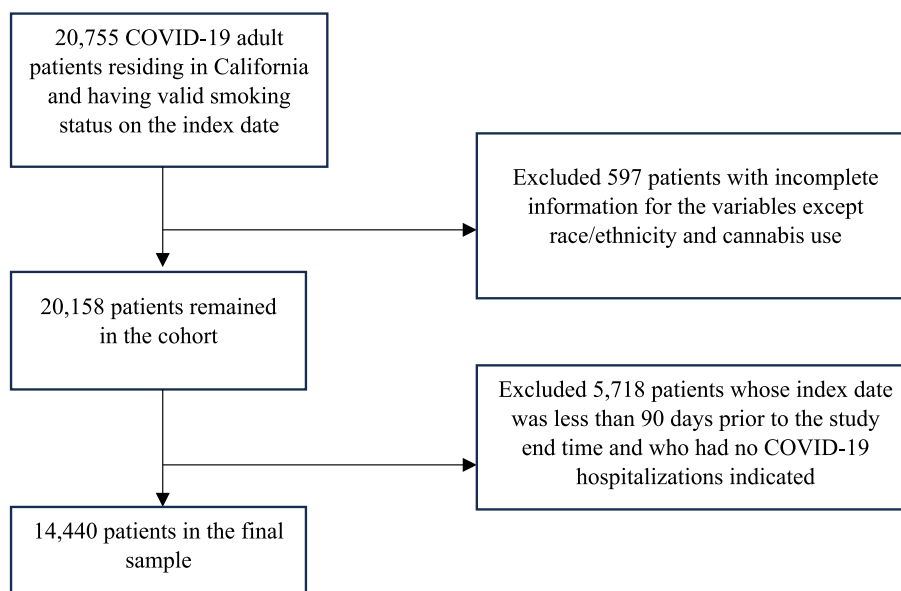 20,755 COVID-19 adult
patients residing in California
and having valid smoking
status on the index date
Excluded 597 patients with incomplete
information for the variables except
race/ethnicity and cannabis use
20,158 patients remained
in the cohort
Excluded 5,718 patients whose index date
was less than 90 days prior to the study
end time and who had no COVID-19
hospitalizations indicated
14,440 patients in the final
sample